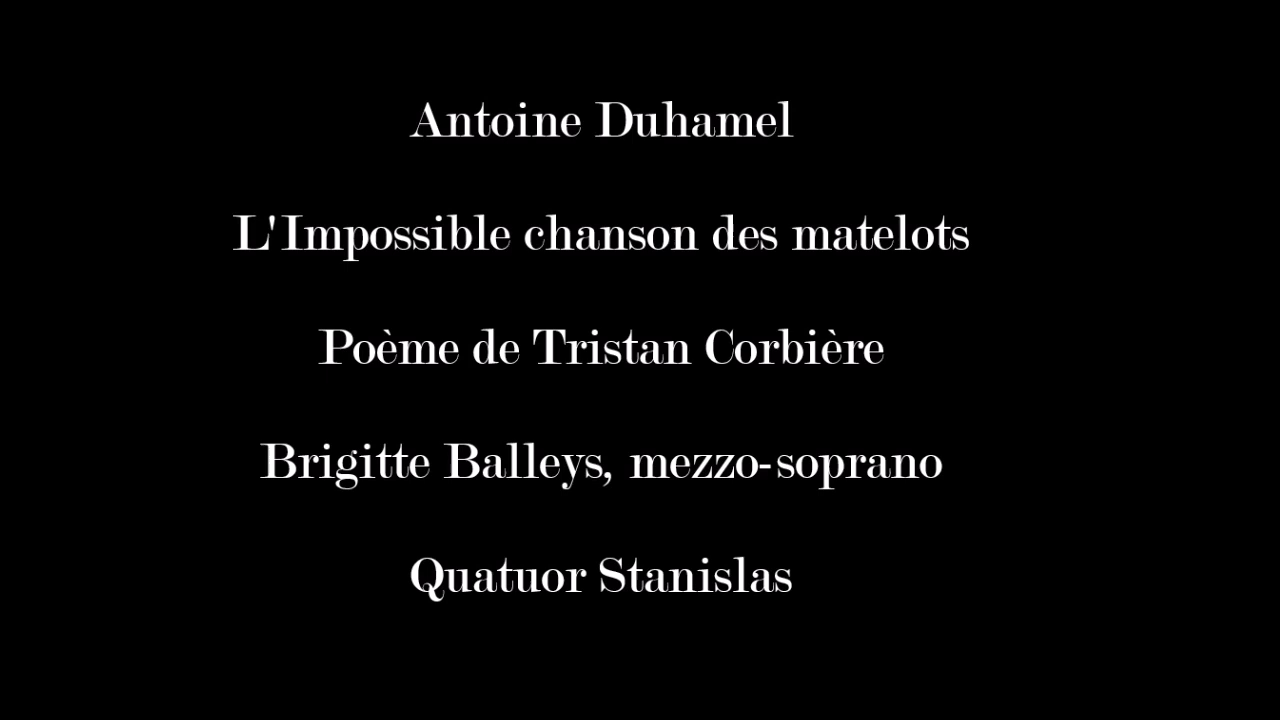 Antoine Duhamel
L'Impossible chanson des matelots
Poème de Tristan Corbière
Brigitte Balleys, mezzo-soprano
Quatuor Stanislas